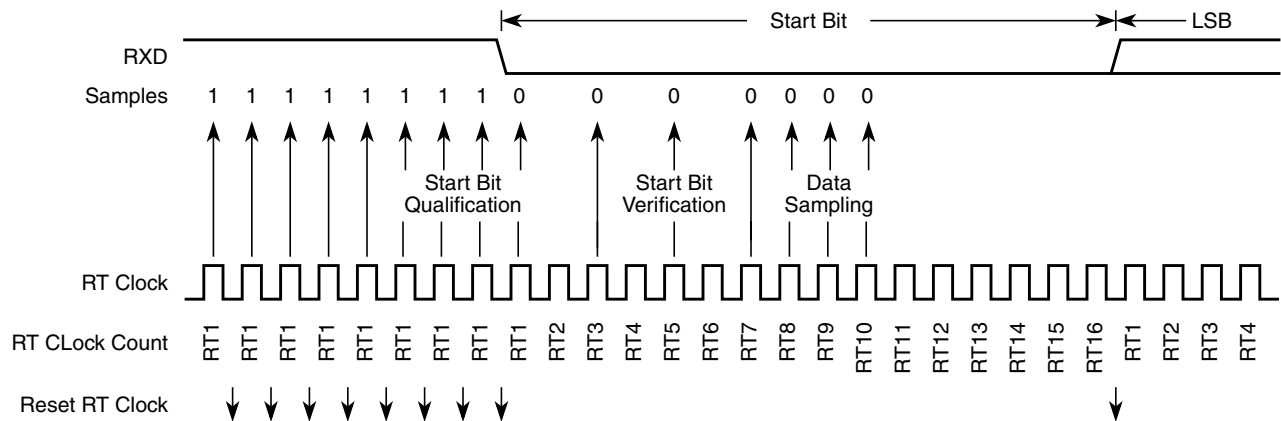 Start Bit LSB
RXD
Samples 1 1 1 1 1 1 1 1 0 0 0 0 0 0 0
Start Bit Qualification
Start Bit Verification
Data Sampling
RT Clock
RT CLock Count RT1 RT1 RT1 RT1 RT1 RT1 RT1 RT1 RT1 RT2 RT3 RT4 RT5 RT6 RT7 RT8 RT9 RT10 RT11 RT12 RT13 RT14 RT15 RT16 RT1 RT2 RT3 RT4
Reset RT Clock